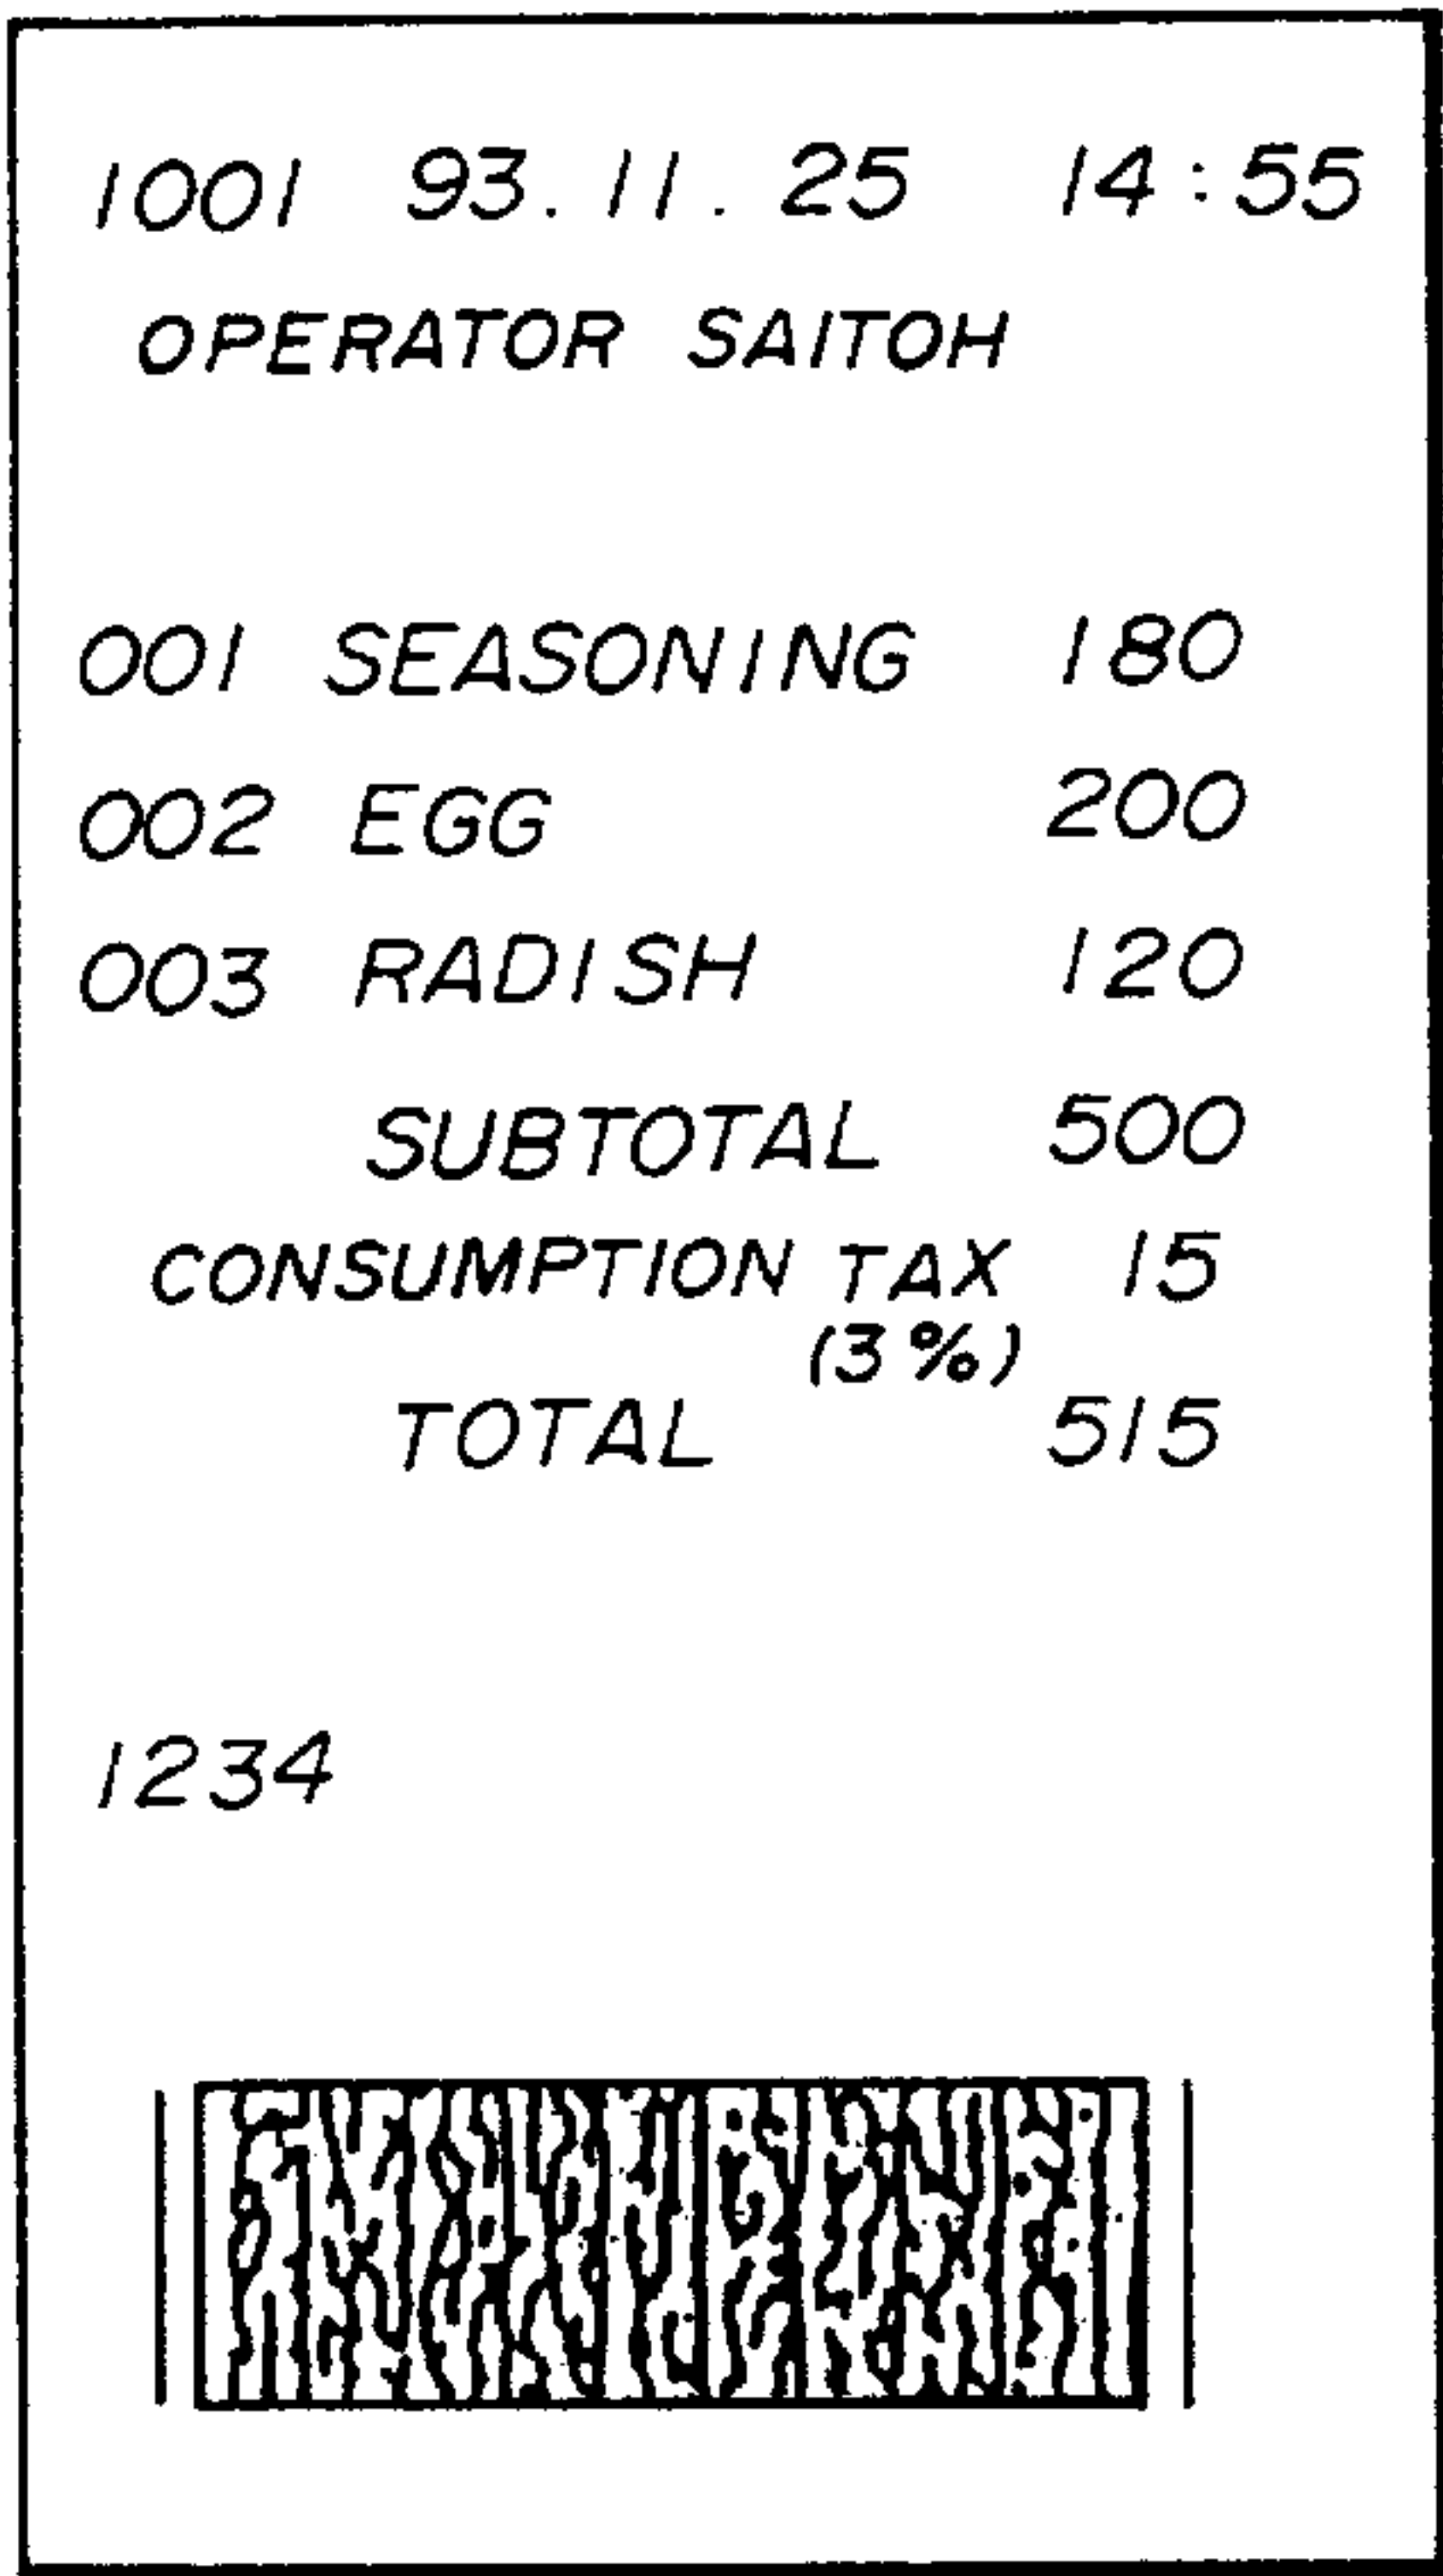 1001 93.11.25 14:55
OPERATOR SAITOH
001 SEASONING 180
002 EGG 200
003 RADISH 120
SUBTOTAL 500
CONSUMPTION TAX 15
(3%)
TOTAL 515
1234